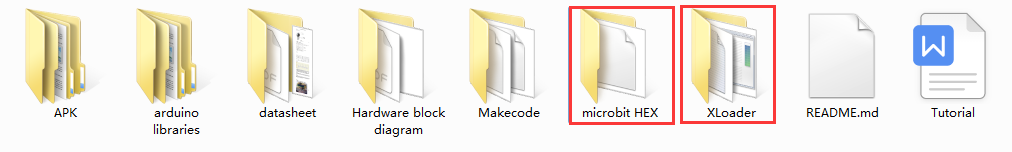 APK
arduino
libraries
datasheet
Hardware block
diagram
Makecode
microbit HEX
XLoader
README.md
W
Tutorial